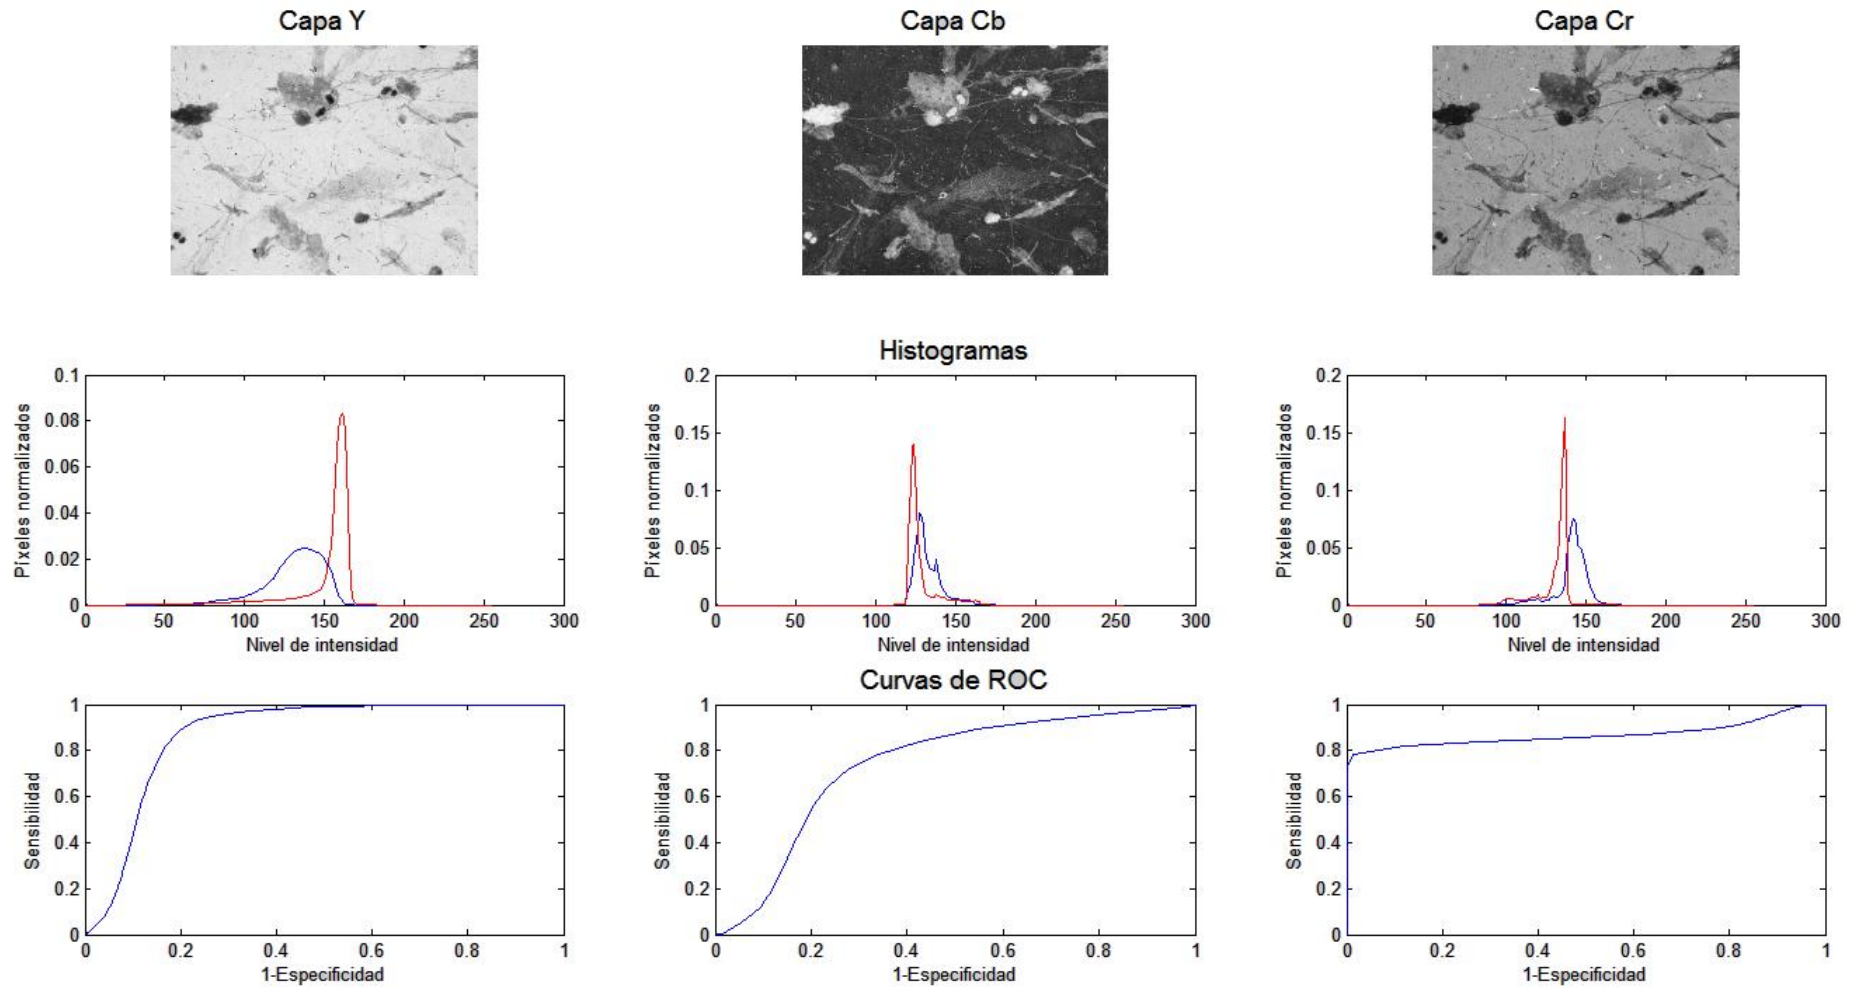 Capa Y
Capa Cb
Capa Cr
Histogramas
Píxeles normalizados
0.1
0.08
0.06
0.04
0.02
0
0 50 100 150 200 250 300
Nivel de intensidad
Píxeles normalizados
0.2
0.15
0.1
0.05
0
0 50 100 150 200 250 300
Nivel de intensidad
Píxeles normalizados
0.2
0.15
0.1
0.05
0
0 50 100 150 200 250 300
Nivel de intensidad
Curvas de ROC
Sensibilidad
1
0.8
0.6
0.4
0.2
0
0 0.2 0.4 0.6 0.8 1
1-Especificidad
Sensibilidad
1
0.8
0.6
0.4
0.2
0
0 0.2 0.4 0.6 0.8 1
1-Especificidad
Sensibilidad
1
0.8
0.6
0.4
0.2
0
0 0.2 0.4 0.6 0.8 1
1-Especificidad